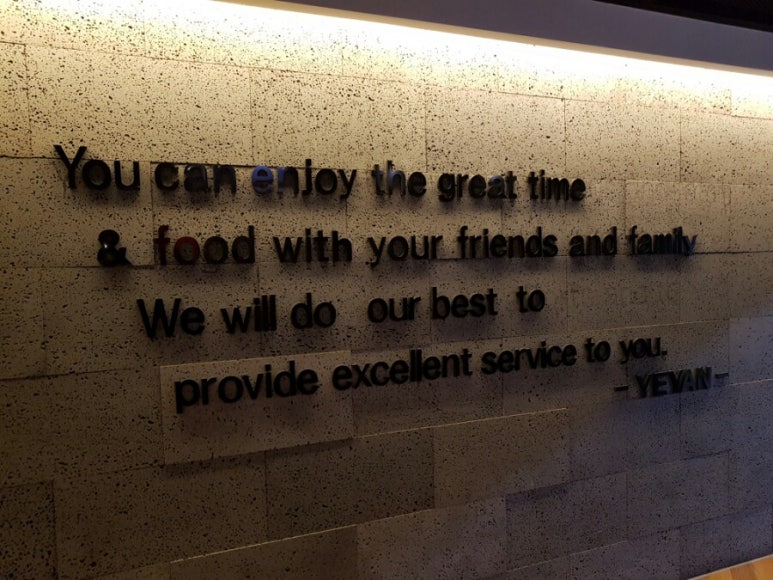 You can enjoy the great time
& food with your friends and family
We will do our best to
provide excellent service to you.
- YEVAN -